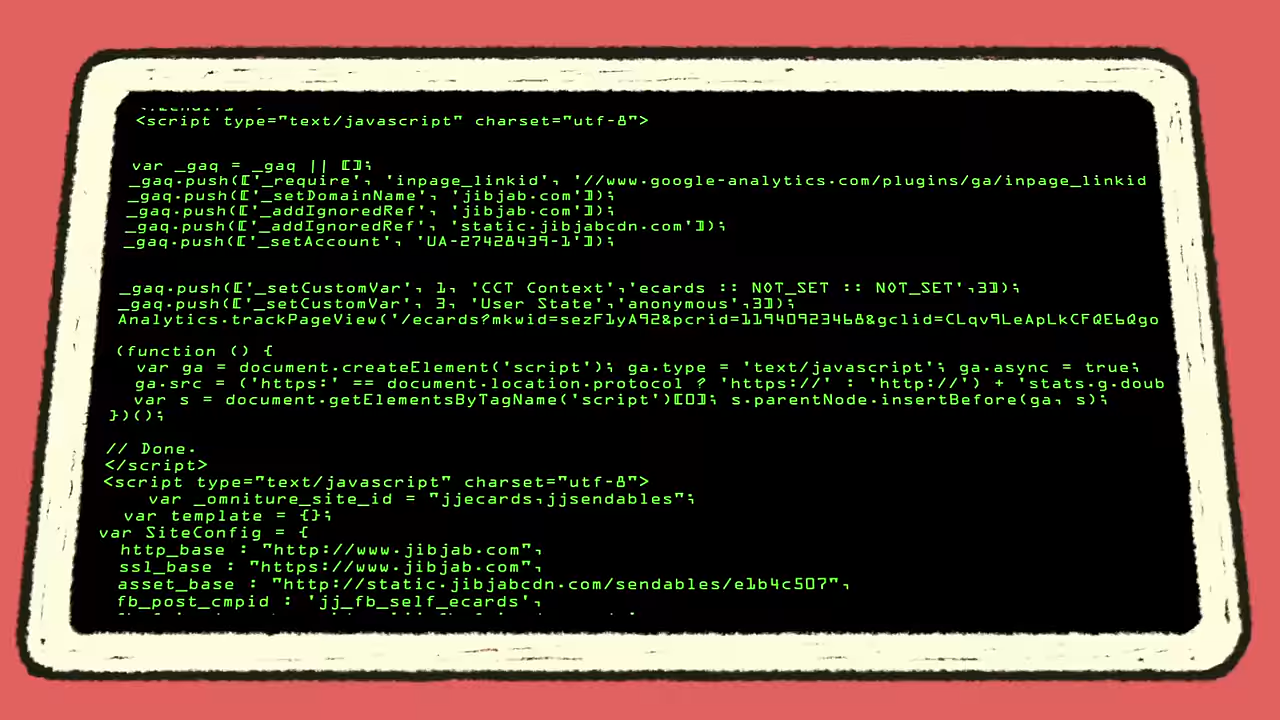 <script type="text/javascript" charset="utf-8">
var _gaq = _gaq || [];
_gaq.push(['_require', 'inpage_linkid', '//www.google-analytics.com/plugins/ga/inpage_linkid
_gaq.push(['_setDomainName', 'jibjab.com']);
_gaq.push(['_addIgnoredRef', 'jibjab.com']);
_gaq.push(['_addIgnoredRef', 'static.jibjabcdn.com']);
_gaq.push(['_setAccount', 'UA-27428439-1']);
_gaq.push(['_setCustomVar', 1, 'CCT Context','ecards :: NOT_SET :: NOT_SET',3]);
_gaq.push(['_setCustomVar', 3, 'User State','anonymous',3]);
Analytics.trackPageView('/ecards?mkwid=sezF1yA92&pcrid=11940923468&gclid=CLqv9LeApLkCFQE6Qgo
(function () {
var ga = document.createElement('script'); ga.type = 'text/javascript'; ga.async = true;
ga.src = ('https:' == document.location.protocol ? 'https://' : 'http://') + 'stats.g.doub
var s = document.getElementsByTagName('script')[0]; s.parentNode.insertBefore(ga, s);
})();
// Done.
</script>
<script type="text/javascript" charset="utf-8">
var _omniture_site_id = "jjecards,jjsendables";
var template = {};
var SiteConfig = {
http_base : "http://www.jibjab.com",
ssl_base : "https://www.jibjab.com",
asset_base : "http://static.jibjabcdn.com/sendables/e1b4c507",
fb_post_cmpid : 'jj_fb_self_ecards',